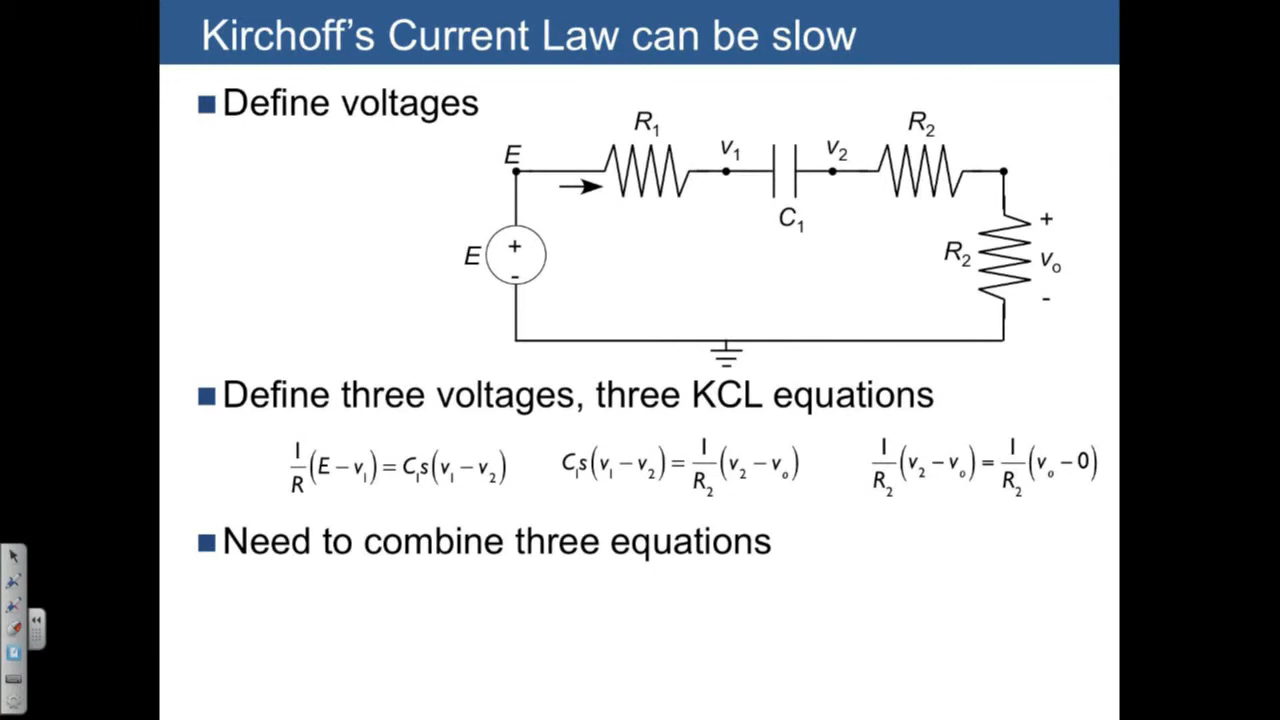 Kirchoff's Current Law can be slow
Define voltages
R₁
R₂
E
v₁
v₂
C₁
E
+
-
R₂
+
vₒ
-
Define three voltages, three KCL equations
1/R (E − v₁) = C₁s(v₁ − v₂)
C₁s(v₁ − v₂) = 1/R₂ (v₂ − vₒ)
1/R₂ (v₂ − vₒ) = 1/R₂ (vₒ − 0)
Need to combine three equations